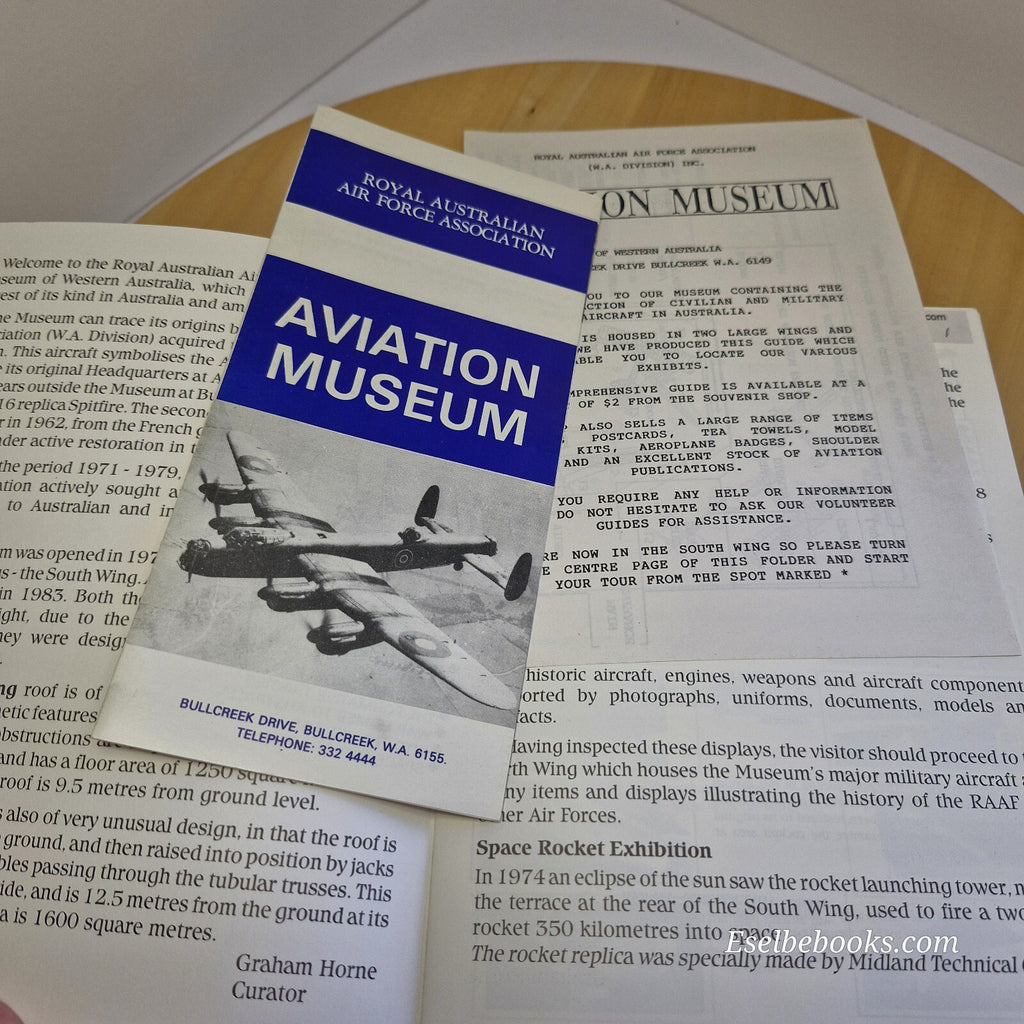 ROYAL AUSTRALIAN
AIR FORCE ASSOCIATION
AVIATION
MUSEUM
BULLCREEK DRIVE, BULLCREEK, W.A. 6155.
TELEPHONE: 332 4444
ROYAL AUSTRALIAN AIR FORCE ASSOCIATION
(W.A. DIVISION) INC.
ION MUSEUM
OF WESTERN AUSTRALIA
EK DRIVE BULLCREEK W.A. 6149
OU TO OUR MUSEUM CONTAINING THE
CTION OF CIVILIAN AND MILITARY
AIRCRAFT IN AUSTRALIA.
IS HOUSED IN TWO LARGE WINGS AND
WE HAVE PRODUCED THIS GUIDE WHICH
ABLE YOU TO LOCATE OUR VARIOUS
EXHIBITS.
MPREHENSIVE GUIDE IS AVAILABLE AT A
OF $2 FROM THE SOUVENIR SHOP.
ALSO SELLS A LARGE RANGE OF ITEMS
POSTCARDS, TEA TOWELS, MODEL
KITS, AEROPLANE BADGES, SHOULDER
AND AN EXCELLENT STOCK OF AVIATION
PUBLICATIONS.
YOU REQUIRE ANY HELP OR INFORMATION
DO NOT HESITATE TO ASK OUR VOLUNTEER
GUIDES FOR ASSISTANCE.
RE NOW IN THE SOUTH WING SO PLEASE TURN
E CENTRE PAGE OF THIS FOLDER AND START
YOUR TOUR FROM THE SPOT MARKED *
Welcome to the Royal Australian Ai
seum of Western Australia, which
est of its kind in Australia and am
he Museum can trace its origins b
iation (W.A. Division) acquired
n. This aircraft symbolises the A
e its original Headquarters at A
ears outside the Museum at Bu
16 replica Spitfire. The secon
r in 1962, from the French
nder active restoration in t
the period 1971 - 1979,
ation actively sought a
to Australian and in
m was opened in 197
s - the South Wing.
in 1983. Both the
ight, due to the
ney were desig
ng roof is of
netic features
obstructions
and has a floor area of 1250 square
roof is 9.5 metres from ground level.
s also of very unusual design, in that the roof is
ground, and then raised into position by jacks
bles passing through the tubular trusses. This
ide, and is 12.5 metres from the ground at its
a is 1600 square metres.
Graham Horne
Curator
com
he
he
he
8
s
historic aircraft, engines, weapons and aircraft component
orted by photographs, uniforms, documents, models an
facts.
Having inspected these displays, the visitor should proceed to
th Wing which houses the Museum's major military aircraft
ny items and displays illustrating the history of the RAAF
her Air Forces.
Space Rocket Exhibition
In 1974 an eclipse of the sun saw the rocket launching tower, n
the terrace at the rear of the South Wing, used to fire a two
rocket 350 kilometres into space.
The rocket replica was specially made by Midland Technical
Eselbebooks.com